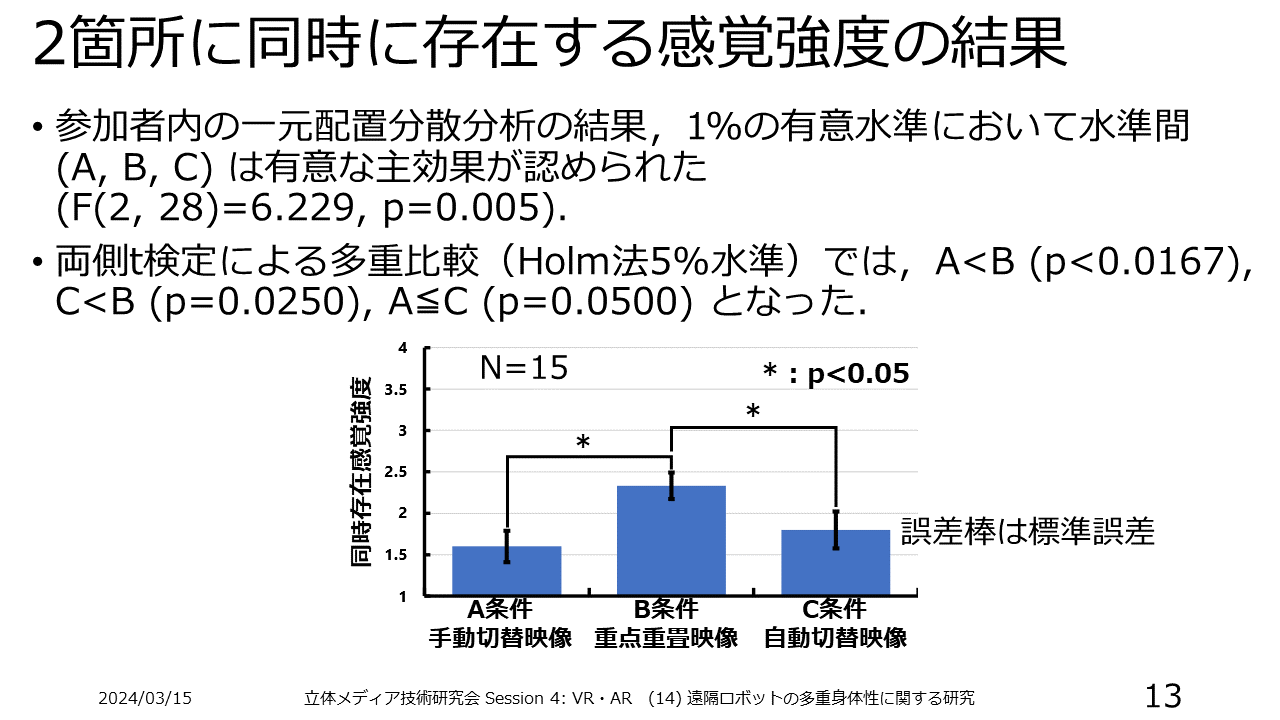 2箇所に同時に存在する感覚強度の結果
• 参加者内の一元配置分散分析の結果，1%の有意水準において水準間
(A, B, C) は有意な主効果が認められた
(F(2, 28)=6.229, p=0.005).
• 両側t検定による多重比較（Holm法5%水準）では，A<B (p<0.0167),
C<B (p=0.0250), A≦C (p=0.0500) となった.
同時存在感覚強度
4
3.5
3
2.5
2
1.5
1
N=15
* : p<0.05
*
*
誤差棒は標準誤差
A条件
手動切替映像
B条件
重点重畳映像
C条件
自動切替映像
2024/03/15
立体メディア技術研究会 Session 4: VR・AR (14) 遠隔ロボットの多重身体性に関する研究
13